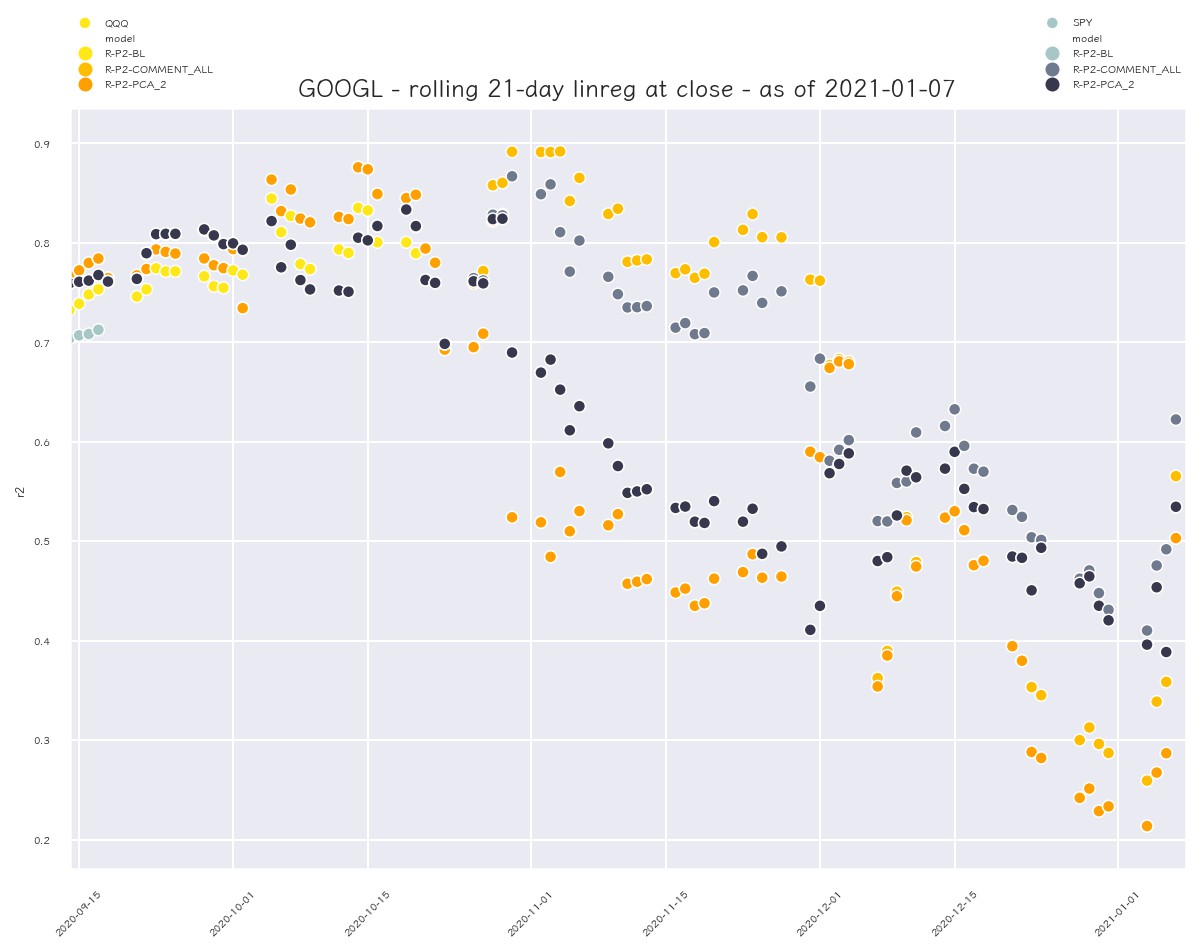 QQQ
model
R-P2-BL
R-P2-COMMENT_ALL
R-P2-PCA_2
SPY
model
R-P2-BL
R-P2-COMMENT_ALL
R-P2-PCA_2
GOOGL - rolling 21-day linreg at close - as of 2021-01-07
0.9
0.8
0.7
0.6
0.5
0.4
0.3
0.2
r2
2020-09-15
2020-10-01
2020-10-15
2020-11-01
2020-11-15
2020-12-01
2020-12-15
2021-01-01